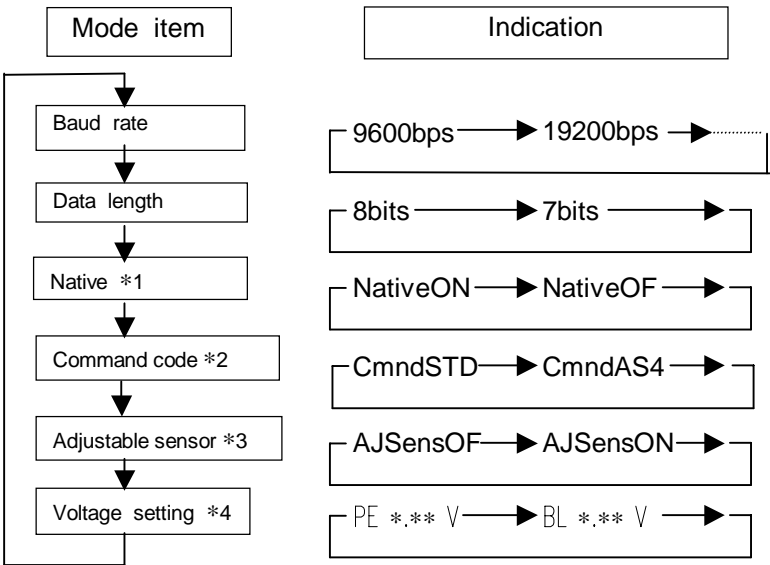 Mode item Indication
Baud rate 9600bps 19200bps
Data length 8bits 7bits
Native *1 NativeON NativeOF
Command code *2 CmndSTD CmndAS4
Adjustable sensor *3 AJSensOF AJSensON
Voltage setting *4 PE *.** V BL *.** V